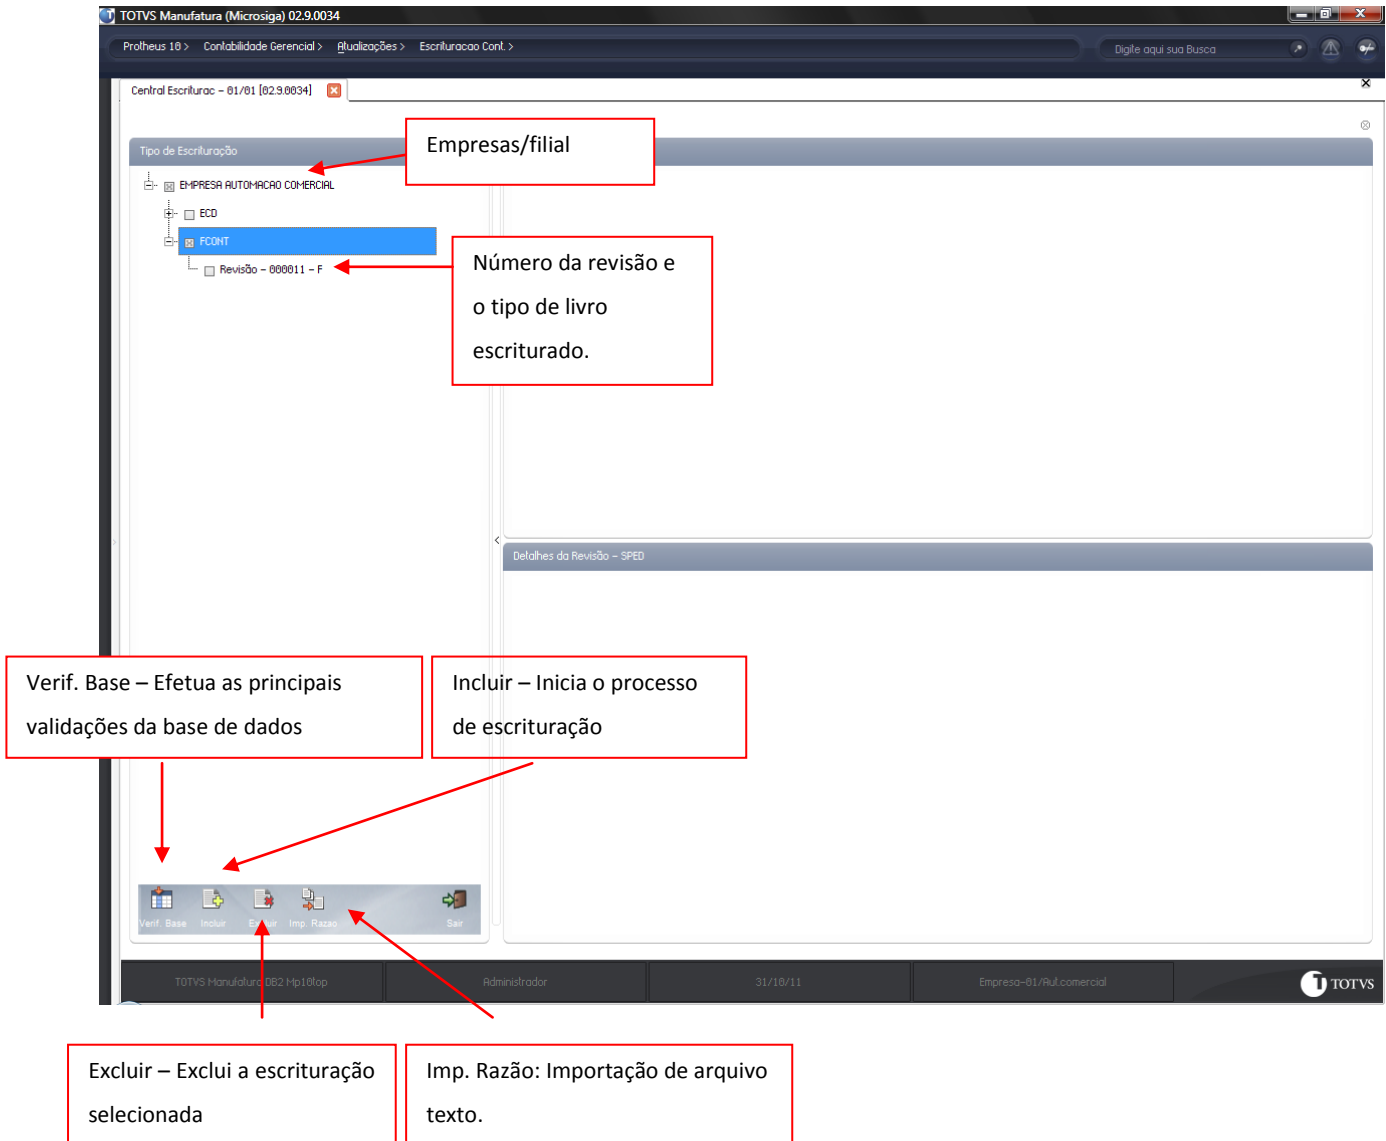 TOTVS Manufatura (Microsiga) 02.9.0034
Protheus 10 > Contabilidade Gerencial > Atualizações > Escrituracao Cont. >
Digite aqui sua Busca
Central Escriturac - 01/01 [02.9.0034]
Tipo de Escrituração
Empresas/filial
EMPRESA AUTOMACAO COMERCIAL
ECD
FCONT
Revisão - 000011 - F
Número da revisão e
o tipo de livro
escriturado.
Detalhes da Revisão - SPED
Verif. Base – Efetua as principais
validações da base de dados
Incluir – Inicia o processo
de escrituração
Verif. Base Incluir Excluir Imp. Razao Sair
TOTVS Manufatura DB2 Mp10top Administrador 31/10/11 Empresa-01/Aut.comercial TOTVS
Excluir – Exclui a escrituração
selecionada
Imp. Razão: Importação de arquivo
texto.